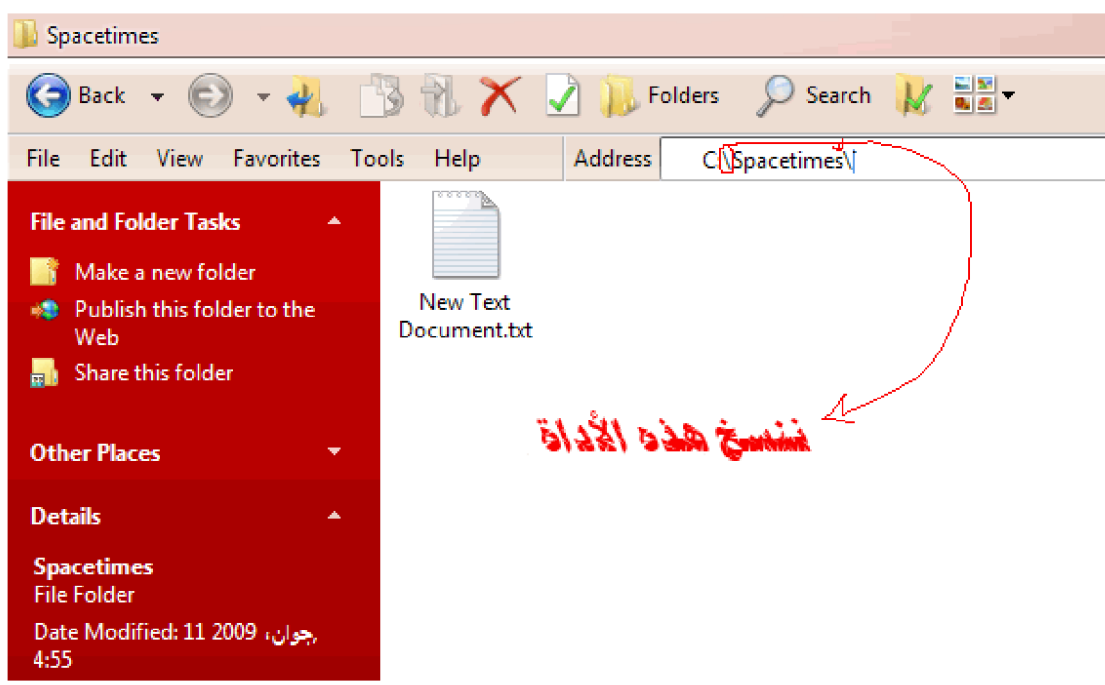 Spacetimes
Back Folders Search
File Edit View Favorites Tools Help Address C:\Spacetimes\
File and Folder Tasks
Make a new folder
Publish this folder to the
Web
Share this folder
Other Places
Details
Spacetimes
File Folder
Date Modified: 11 جوان، 2009,
4:55
New Text
Document.txt
ننسخ هذه الأداة